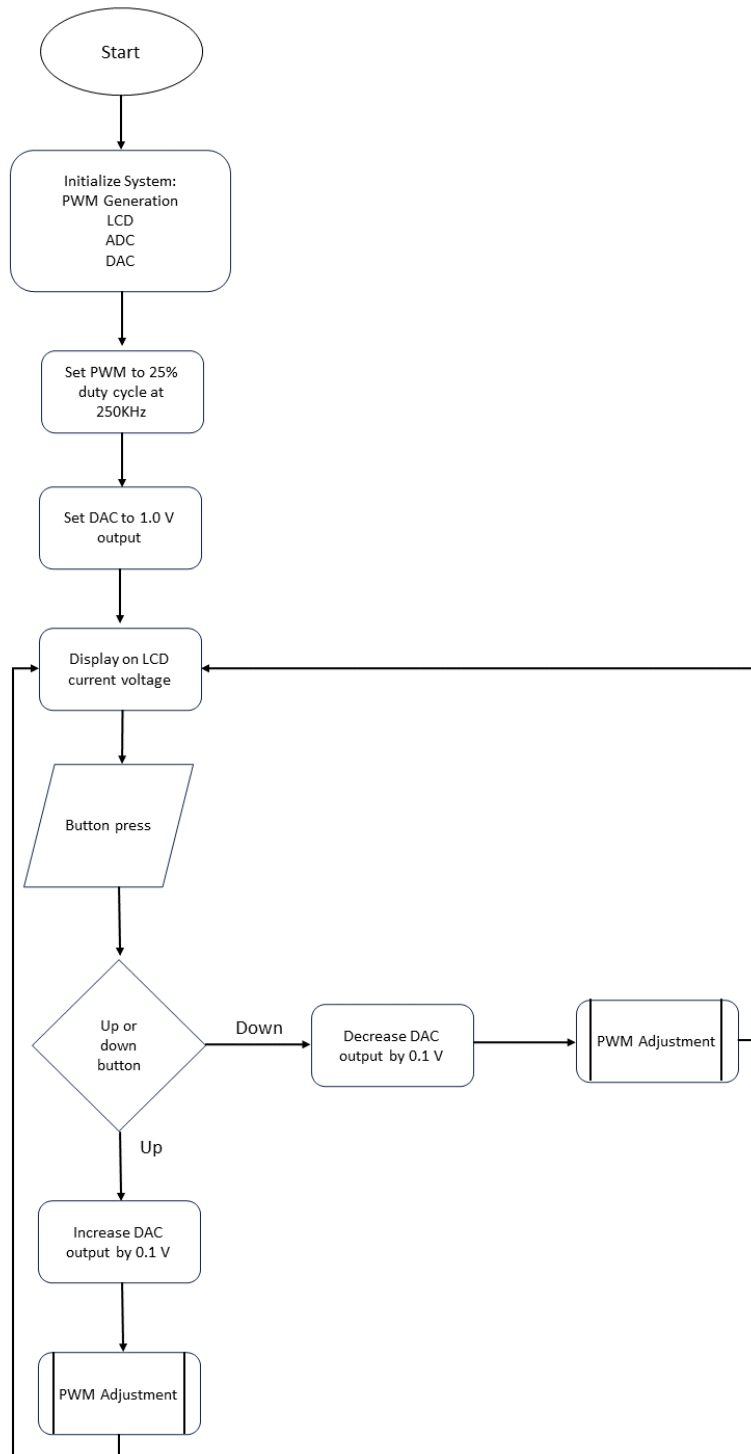 Start
Initialize System:
PWM Generation
LCD
ADC
DAC
Set PWM to 25%
duty cycle at
250KHz
Set DAC to 1.0 V
output
Display on LCD
current voltage
Button press
Up or
down
button
Down
Decrease DAC
output by 0.1 V
PWM Adjustment
Up
Increase DAC
output by 0.1 V
PWM Adjustment